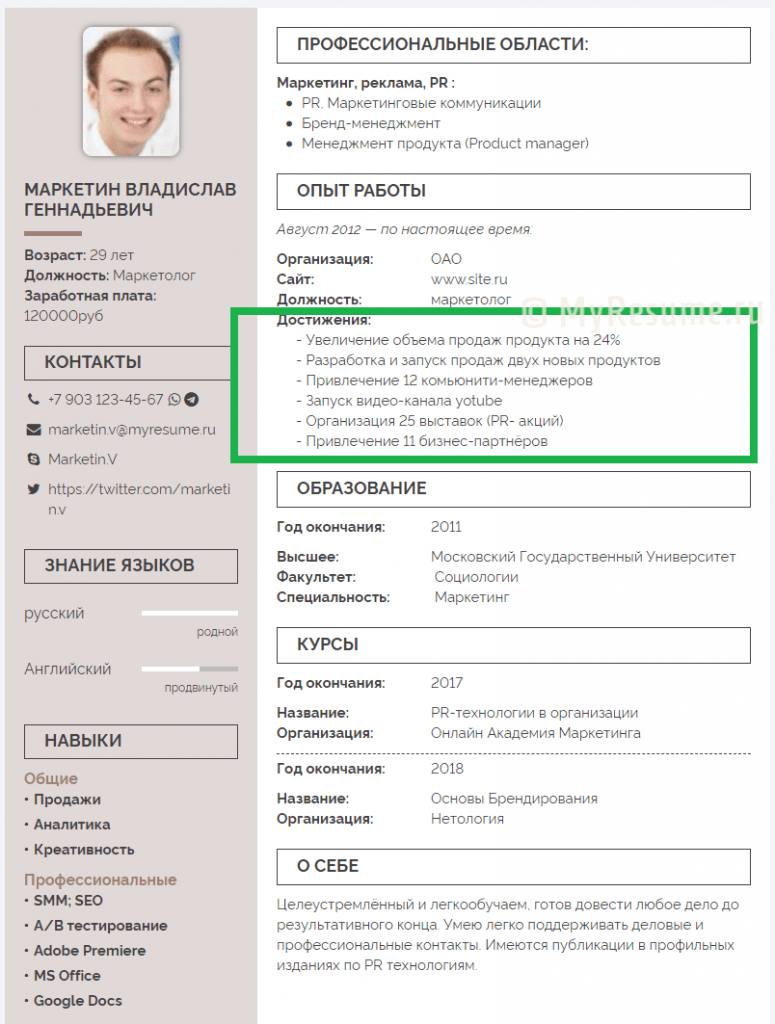 МАРКЕТИН ВЛАДИСЛАВ
ГЕННАДЬЕВИЧ
Возраст: 29 лет
Должность: Маркетолог
Заработная плата:
120000руб
КОНТАКТЫ
+7 903 123-45-67
marketin.v@myresume.ru
Marketin.V
https://twitter.com/marketi
n.v
ЗНАНИЕ ЯЗЫКОВ
русский
родной
Английский
продвинутый
НАВЫКИ
Общие
• Продажи
• Аналитика
• Креативность
Профессиональные
• SMM; SEO
• A/B тестирование
• Adobe Premiere
• MS Office
• Google Docs
ПРОФЕССИОНАЛЬНЫЕ ОБЛАСТИ:
Маркетинг, реклама, PR :
• PR, Маркетинговые коммуникации
• Бренд-менеджмент
• Менеджмент продукта (Product manager)
ОПЫТ РАБОТЫ
Август 2012 — по настоящее время:
Организация: ОАО
Сайт: www.site.ru
Должность: маркетолог
© MyResume.ru
Достижения:
- Увеличение объема продаж продукта на 24%
- Разработка и запуск продаж двух новых продуктов
- Привлечение 12 комьюнити-менеджеров
- Запуск видео-канала yotube
- Организация 25 выставок (PR- акций)
- Привлечение 11 бизнес-партнёров
ОБРАЗОВАНИЕ
Год окончания: 2011
Высшее: Московский Государственный Университет
Факультет: Социологии
Специальность: Маркетинг
КУРСЫ
Год окончания: 2017
Название: PR-технологии в организации
Организация: Онлайн Академия Маркетинга
Год окончания: 2018
Название: Основы Брендирования
Организация: Нетология
О СЕБЕ
Целеустремлённый и легкообучаем, готов довести любое дело до
результативного конца. Умею легко поддерживать деловые и
профессиональные контакты. Имеются публикации в профильных
изданиях по PR технологиям.